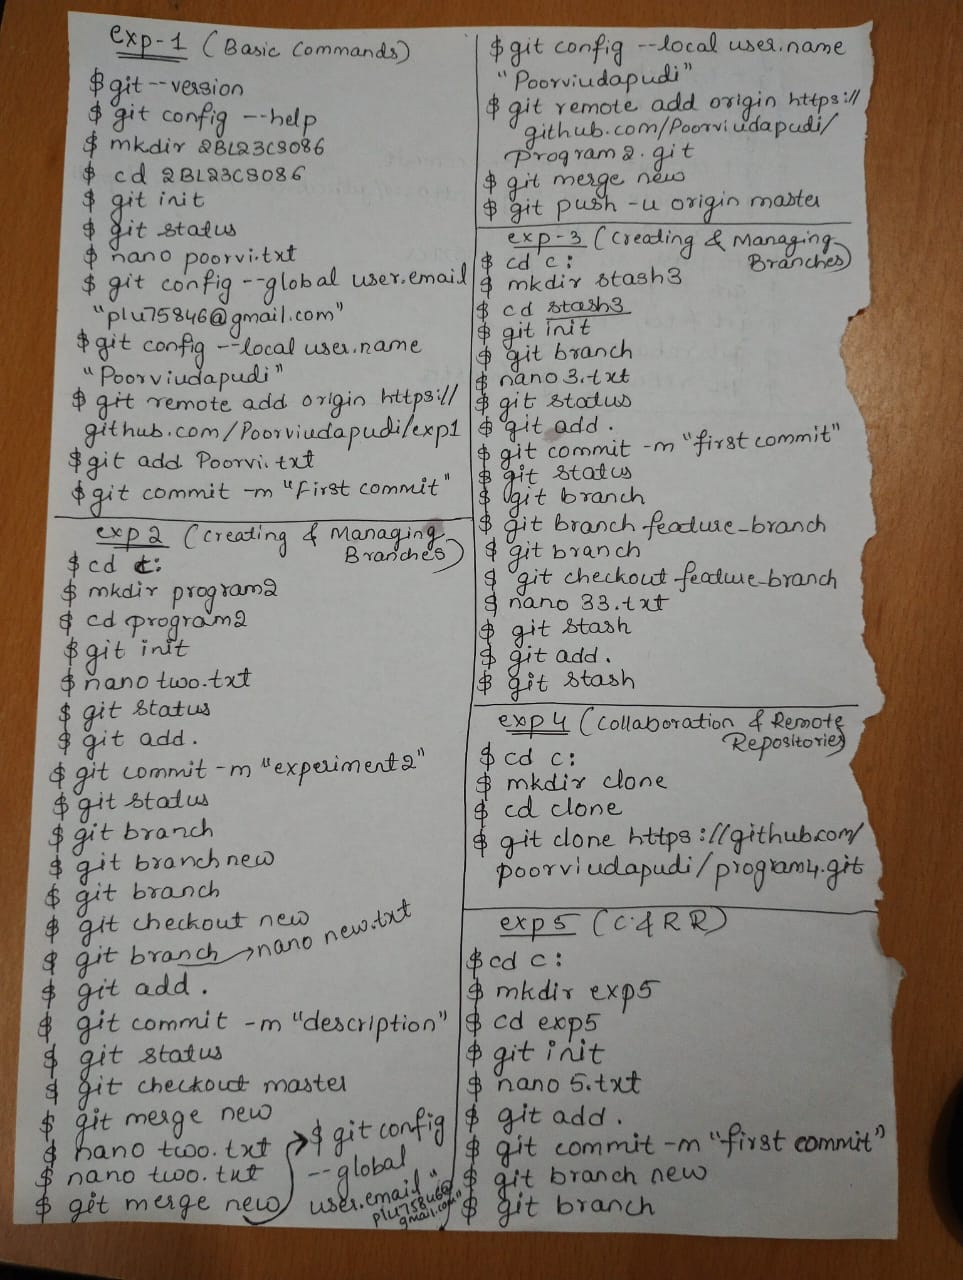 exp-1 (Basic Commands)
$ git --version
$ git config --help
$ mkdir 2BL23CS086
$ cd 2BL23CS086
$ git init
$ git status
$ nano poorvi.txt
$ git config --global user.email
"plu75846@gmail.com"
$ git config --local user.name
"Poorviudapudi"
$ git remote add origin https://
github.com/Poorviudapudi/exp1
$ git add Poorvi.txt
$ git commit -m "First commit"
exp 2 (Creating & Managing
Branches)
$ cd c:
$ mkdir program2
$ cd program2
$ git init
$ nano two.txt
$ git status
$ git add .
$ git commit -m "experiment2"
$ git status
$ git branch
$ git branch new
$ git branch
$ git checkout new
$ git branch → nano new.txt
$ git add .
$ git commit -m "description"
$ git status
$ git checkout master
$ git merge new
$ nano two.txt
$ nano two.txt
$ git merge new
→ $ git config
--global
user.email "
plu75846@
gmail.com"
$ git config --local user.name
"Poorviudapudi"
$ git remote add origin https://
github.com/Poorviudapudi/
program2.git
$ git merge new
$ git push -u origin master
exp-3 (Creating & Managing
Branches)
$ cd c:
$ mkdir stash3
$ cd stash3
$ git init
$ git branch
$ nano 3.txt
$ git status
$ git add .
$ git commit -m "first commit"
$ git status
$ git branch
$ git branch feature_branch
$ git branch
$ git checkout feature_branch
$ nano 33.txt
$ git stash
$ git add .
$ git stash
exp 4 (Collaboration & Remote
Repositories)
$ cd c:
$ mkdir clone
$ cd clone
$ git clone https://github.com/
poorviudapudi/program4.git
exp 5 (C & R R)
$ cd c:
$ mkdir exp5
$ cd exp5
$ git init
$ nano 5.txt
$ git add .
$ git commit -m "first commit"
$ git branch new
$ git branch